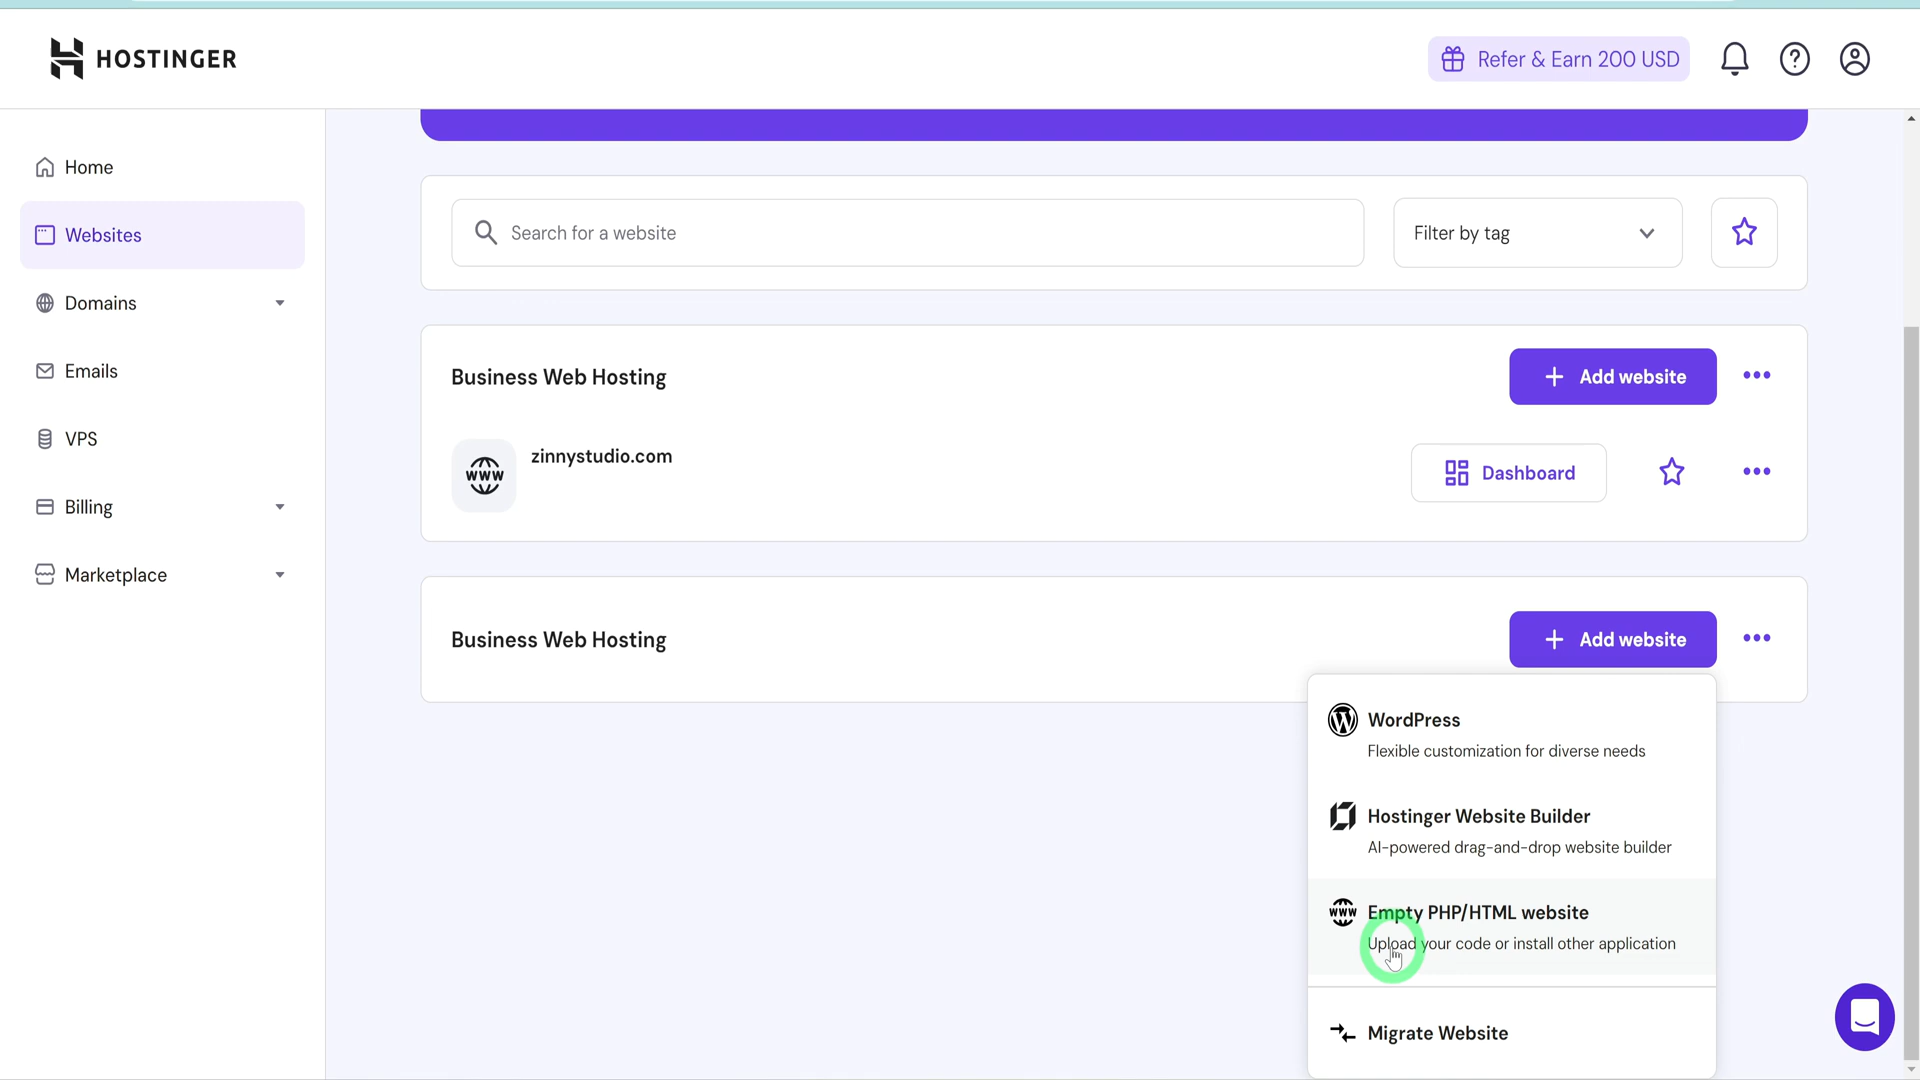 HOSTINGER
Refer & Earn 200 USD
Home
Websites
Domains
Emails
VPS
Billing
Marketplace
Search for a website
Filter by tag
Business Web Hosting
Add website
www
zinnystudio.com
Dashboard
Business Web Hosting
Add website
WordPress
Flexible customization for diverse needs
Hostinger Website Builder
AI-powered drag-and-drop website builder
www
Empty PHP/HTML website
Upload your code or install other application
Migrate Website